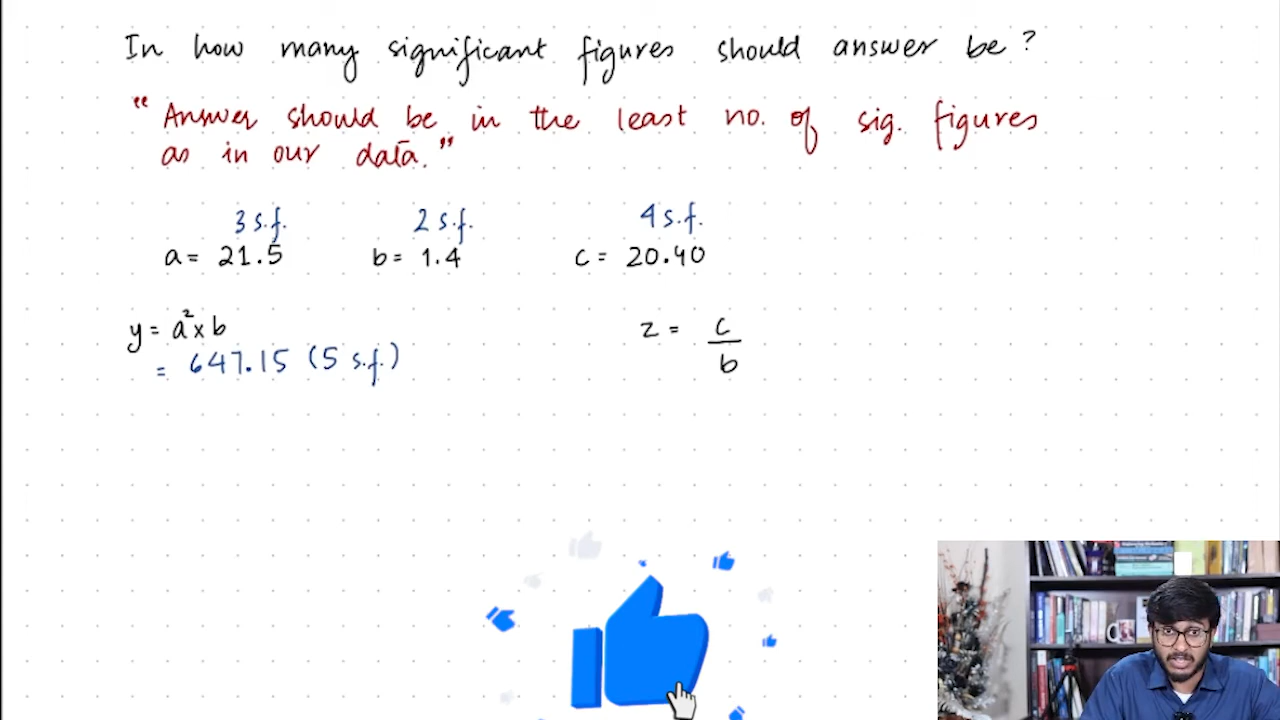 In how many significant figures should answer be?
"Answer should be in the least no. of sig. figures
as in our data."
3 s.f. 2 s.f. 4 s.f.
a = 21.5 b = 1.4 c = 20.40
y = a² x b z = c/b
= 647.15 (5 s.f.)